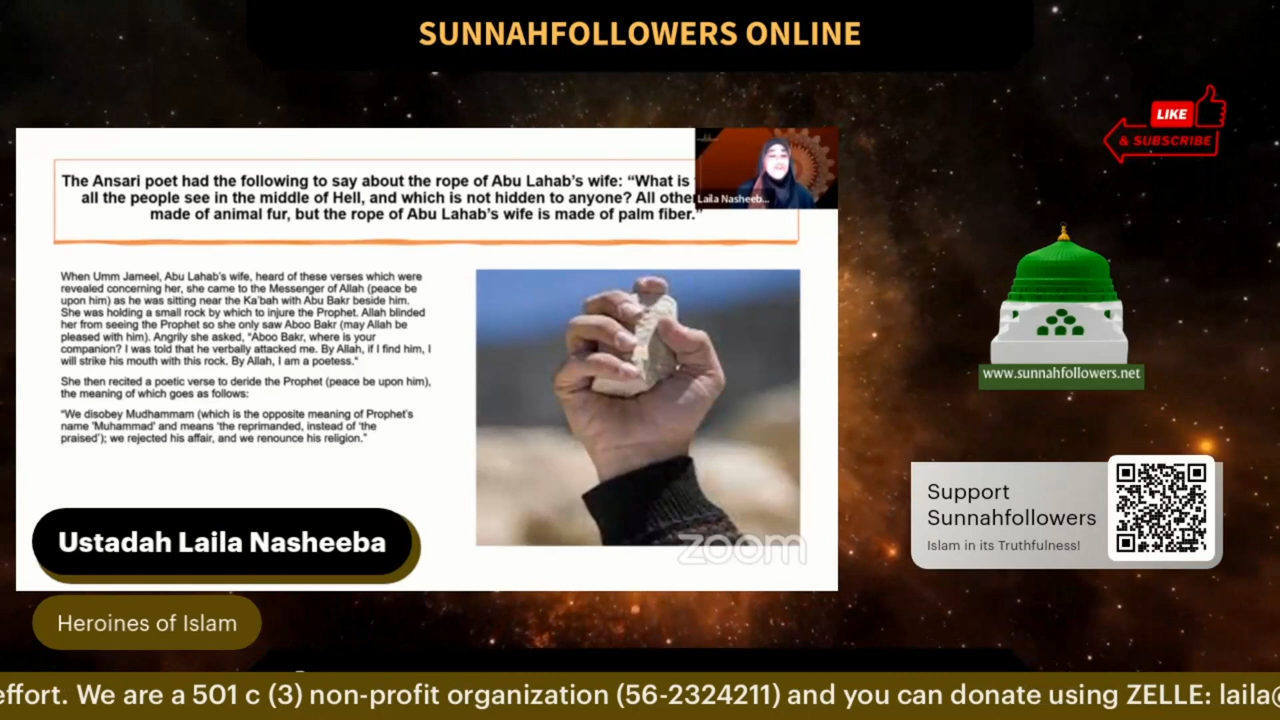 SUNNAHFOLLOWERS ONLINE
LIKE
& SUBSCRIBE
The Ansari poet had the following to say about the rope of Abu Lahab's wife: “What is
all the people see in the middle of Hell, and which is not hidden to anyone? All other
made of animal fur, but the rope of Abu Lahab's wife is made of palm fiber.”
Laila Nasheeb...
When Umm Jameel, Abu Lahab's wife, heard of these verses which were
revealed concerning her, she came to the Messenger of Allah (peace be
upon him) as he was sitting near the Ka'bah with Abu Bakr beside him.
She was holding a small rock by which to injure the Prophet. Allah blinded
her from seeing the Prophet so she only saw Aboo Bakr (may Allah be
pleased with him). Angrily she asked, “Aboo Bakr, where is your
companion? I was told that he verbally attacked me. By Allah, if I find him, I
will strike his mouth with this rock. By Allah, I am a poetess.“
She then recited a poetic verse to deride the Prophet (peace be upon him),
the meaning of which goes as follows:
“We disobey Mudhammam (which is the opposite meaning of Prophet's
name 'Muhammad' and means 'the reprimanded, instead of 'the
praised'); we rejected his affair, and we renounce his religion.”
zoom
www.sunnahfollowers.net
Support
Sunnahfollowers
Islam in its Truthfulness!
Ustadah Laila Nasheeba
Heroines of Islam
effort. We are a 501 c (3) non-profit organization (56-2324211) and you can donate using ZELLE: laila@